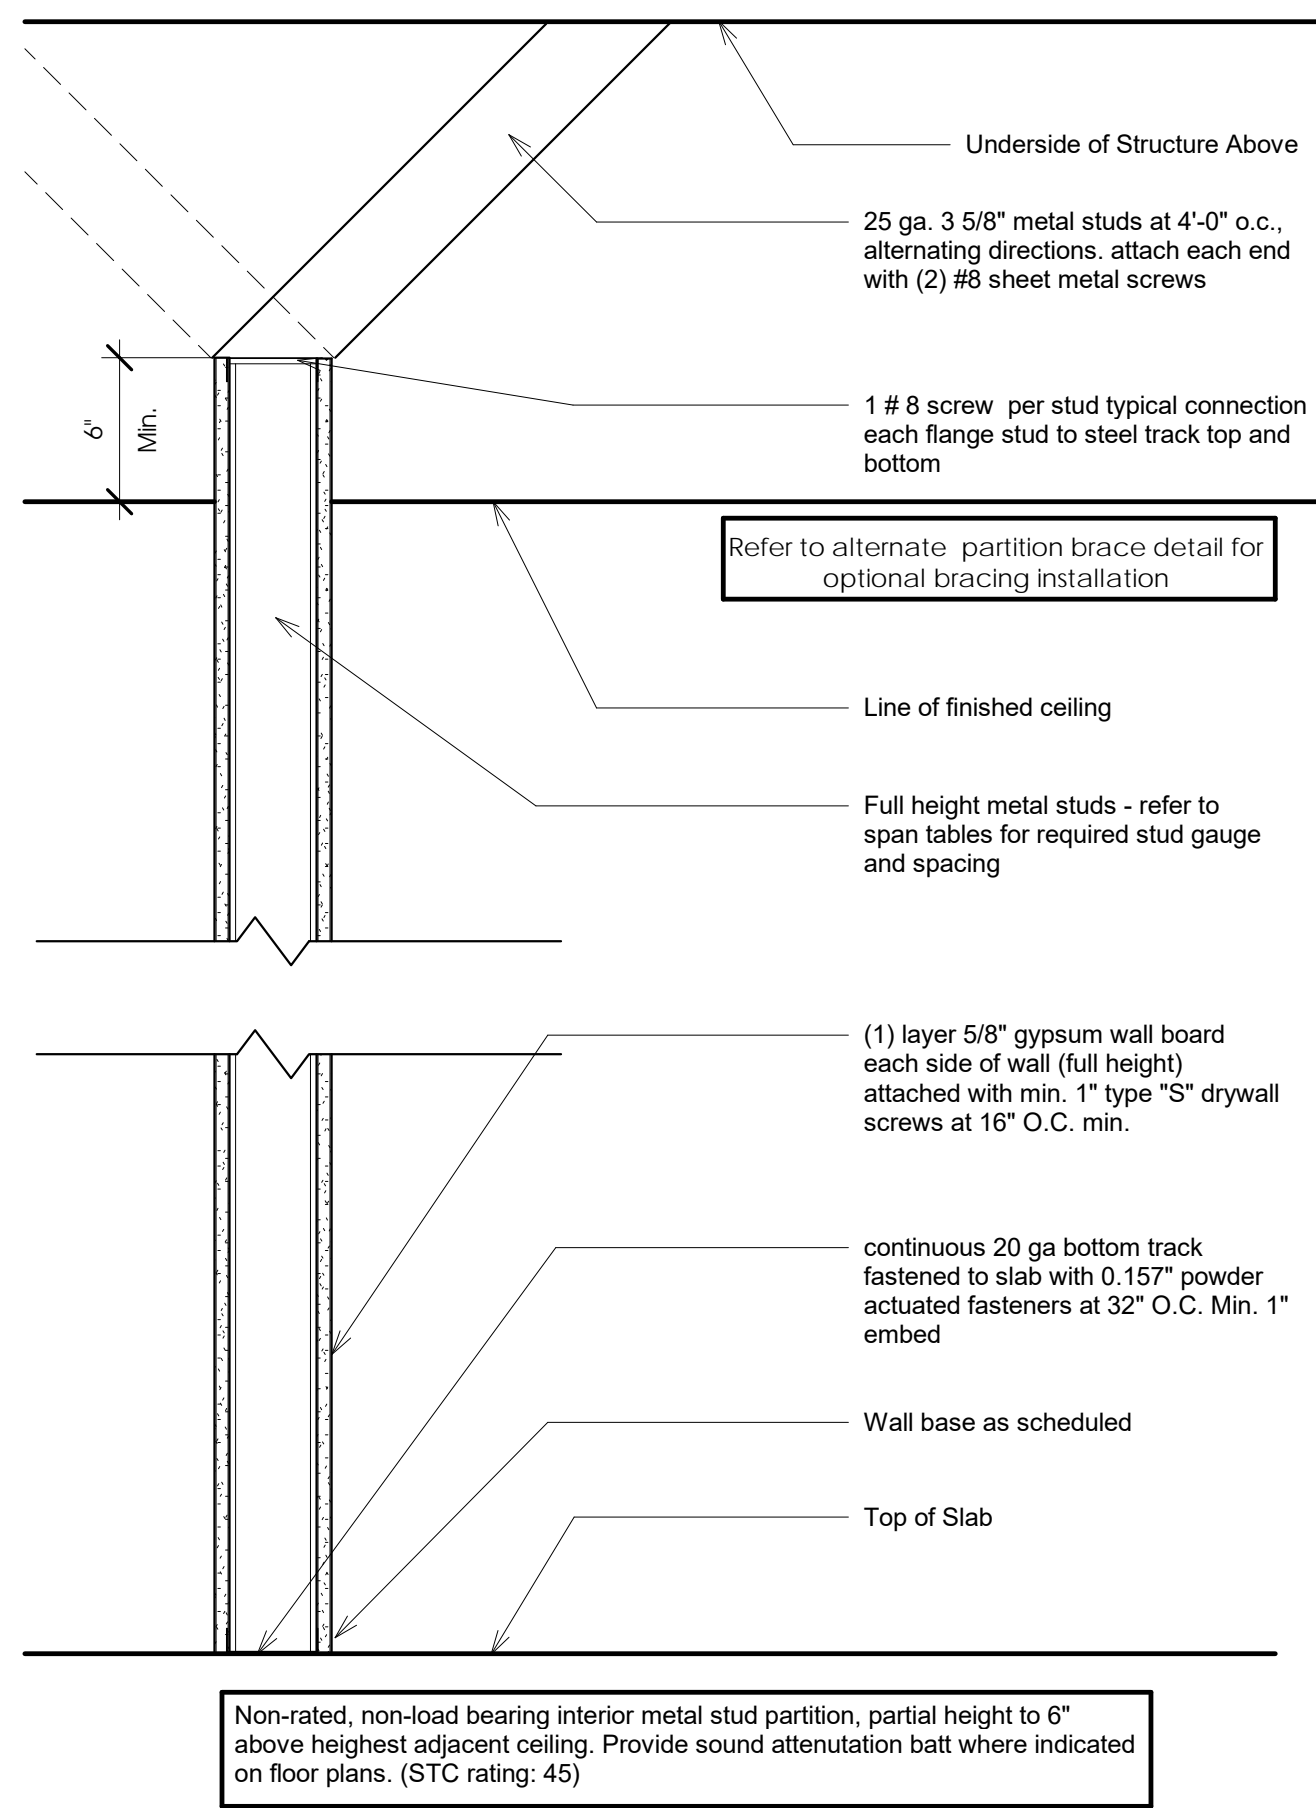 Underside of Structure Above
25 ga. 3 5/8" metal studs at 4'-0" o.c.,
alternating directions. attach each end
with (2) #8 sheet metal screws
6"
Min.
1 # 8 screw per stud typical connection
each flange stud to steel track top and
bottom
Refer to alternate partition brace detail for
optional bracing installation
Line of finished ceiling
Full height metal studs - refer to
span tables for required stud gauge
and spacing
(1) layer 5/8" gypsum wall board
each side of wall (full height)
attached with min. 1" type "S" drywall
screws at 16" O.C. min.
continuous 20 ga bottom track
fastened to slab with 0.157" powder
actuated fasteners at 32" O.C. Min. 1"
embed
Wall base as scheduled
Top of Slab
Non-rated, non-load bearing interior metal stud partition, partial height to 6"
above heighest adjacent ceiling. Provide sound attenutation batt where indicated
on floor plans. (STC rating: 45)